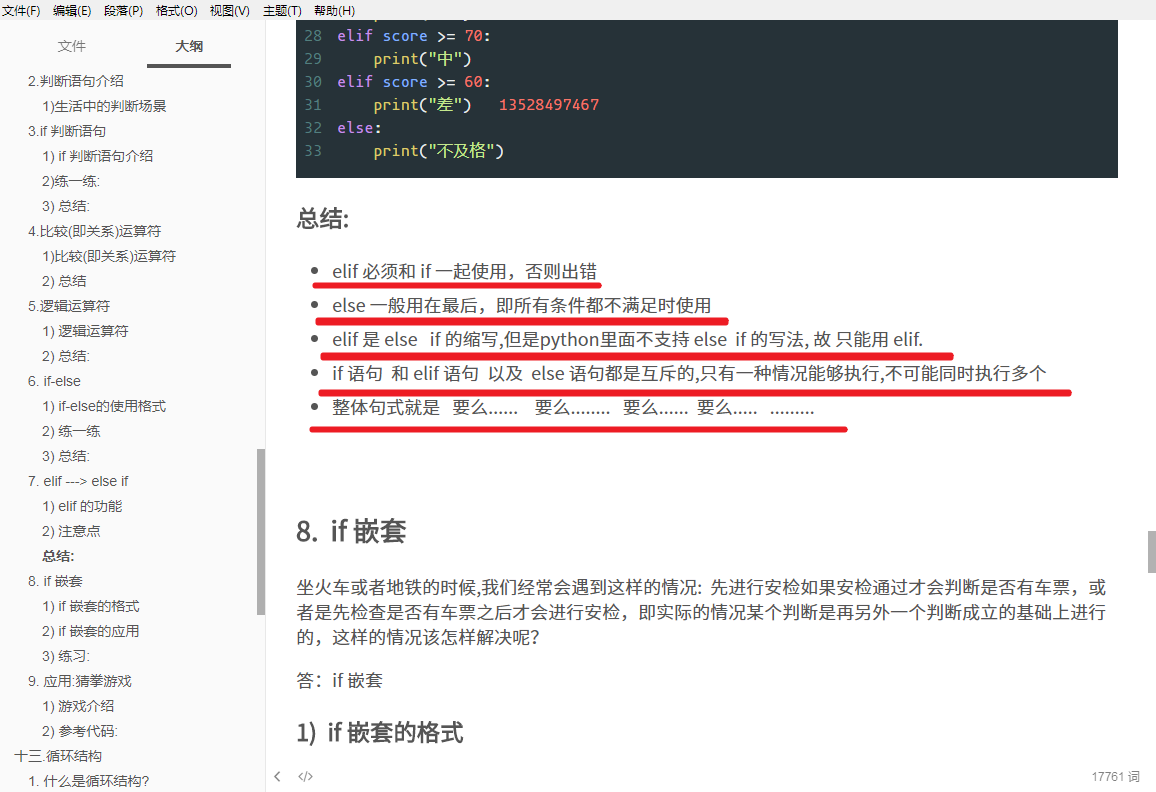 文件(F) 编辑(E) 段落(P) 格式(O) 视图(V) 主题(T) 帮助(H)
文件 大纲
2.判断语句介绍
1)生活中的判断场景
3.if 判断语句
1) if 判断语句介绍
2)练一练:
3) 总结:
4.比较(即关系)运算符
1)比较(即关系)运算符
2) 总结
5.逻辑运算符
1) 逻辑运算符
2) 总结:
6. if-else
1) if-else的使用格式
2) 练一练
3) 总结:
7. elif ---> else if
1) elif 的功能
2) 注意点
总结:
8. if 嵌套
1) if 嵌套的格式
2) if 嵌套的应用
3) 练习:
9. 应用:猜拳游戏
1) 游戏介绍
2) 参考代码:
十三.循环结构
1. 什么是循环结构?
28 elif score >= 70:
29 print("中")
30 elif score >= 60:
31 print("差") 13528497467
32 else:
33 print("不及格")
总结:
elif 必须和 if 一起使用，否则出错
else 一般用在最后，即所有条件都不满足时使用
elif 是 else if 的缩写,但是python里面不支持 else if 的写法, 故 只能用 elif.
if 语句 和 elif 语句 以及 else 语句都是互斥的,只有一种情况能够执行,不可能同时执行多个
整体句式就是 要么...... 要么........ 要么...... 要么..... .........
8. if 嵌套
坐火车或者地铁的时候,我们经常会遇到这样的情况: 先进行安检如果安检通过才会判断是否有车票，或
者是先检查是否有车票之后才会进行安检，即实际的情况某个判断是再另外一个判断成立的基础上进行
的，这样的情况该怎样解决呢?
答：if 嵌套
1) if 嵌套的格式
</> 17761 词